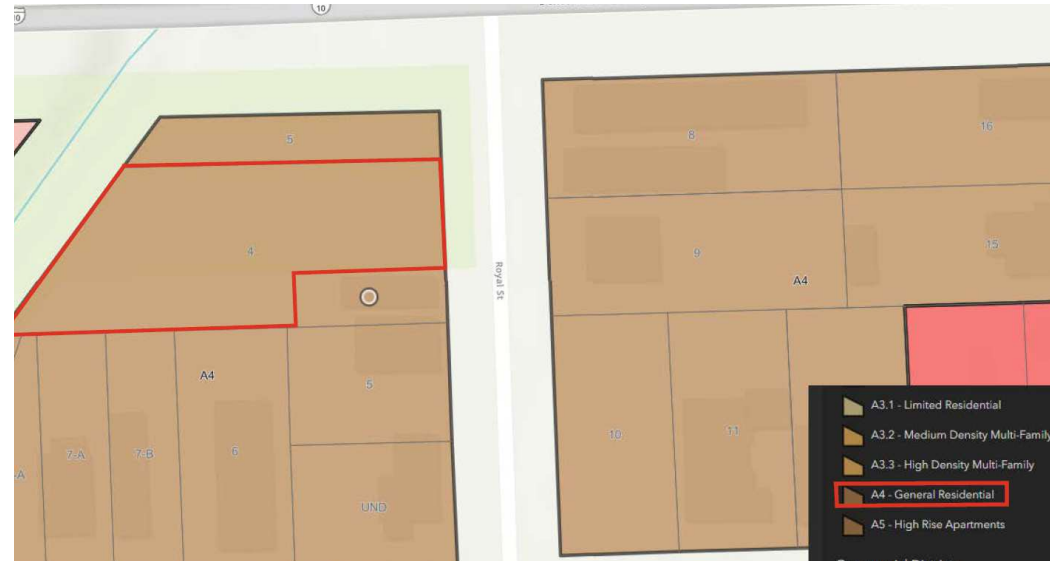 10
10
5
8
16
4
9
15
Royal St
A4
A4
5
7-A
7-B
6
10
11
-A
UND
A3.1 - Limited Residential
A3.2 - Medium Density Multi-Family
A3.3 - High Density Multi-Family
A4 - General Residential
A5 - High Rise Apartments